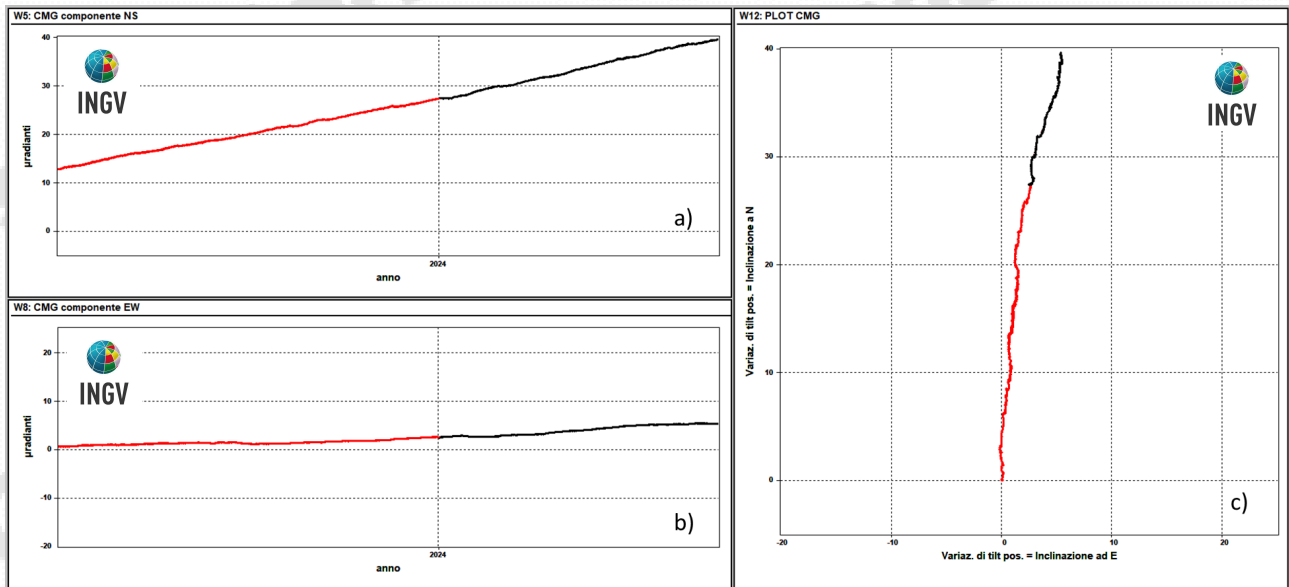 W5: CMG componente NS
40
30
20
10
0
µradianti
INGV
a)
2024
anno
W8: CMG componente EW
20
10
0
-10
-20
µradianti
INGV
b)
2024
anno
W12: PLOT CMG
40
30
20
10
0
Variaz. di tilt pos. = Inclinazione a N
INGV
c)
-20
0
10
20
Variaz. di tilt pos. = Inclinazione ad E